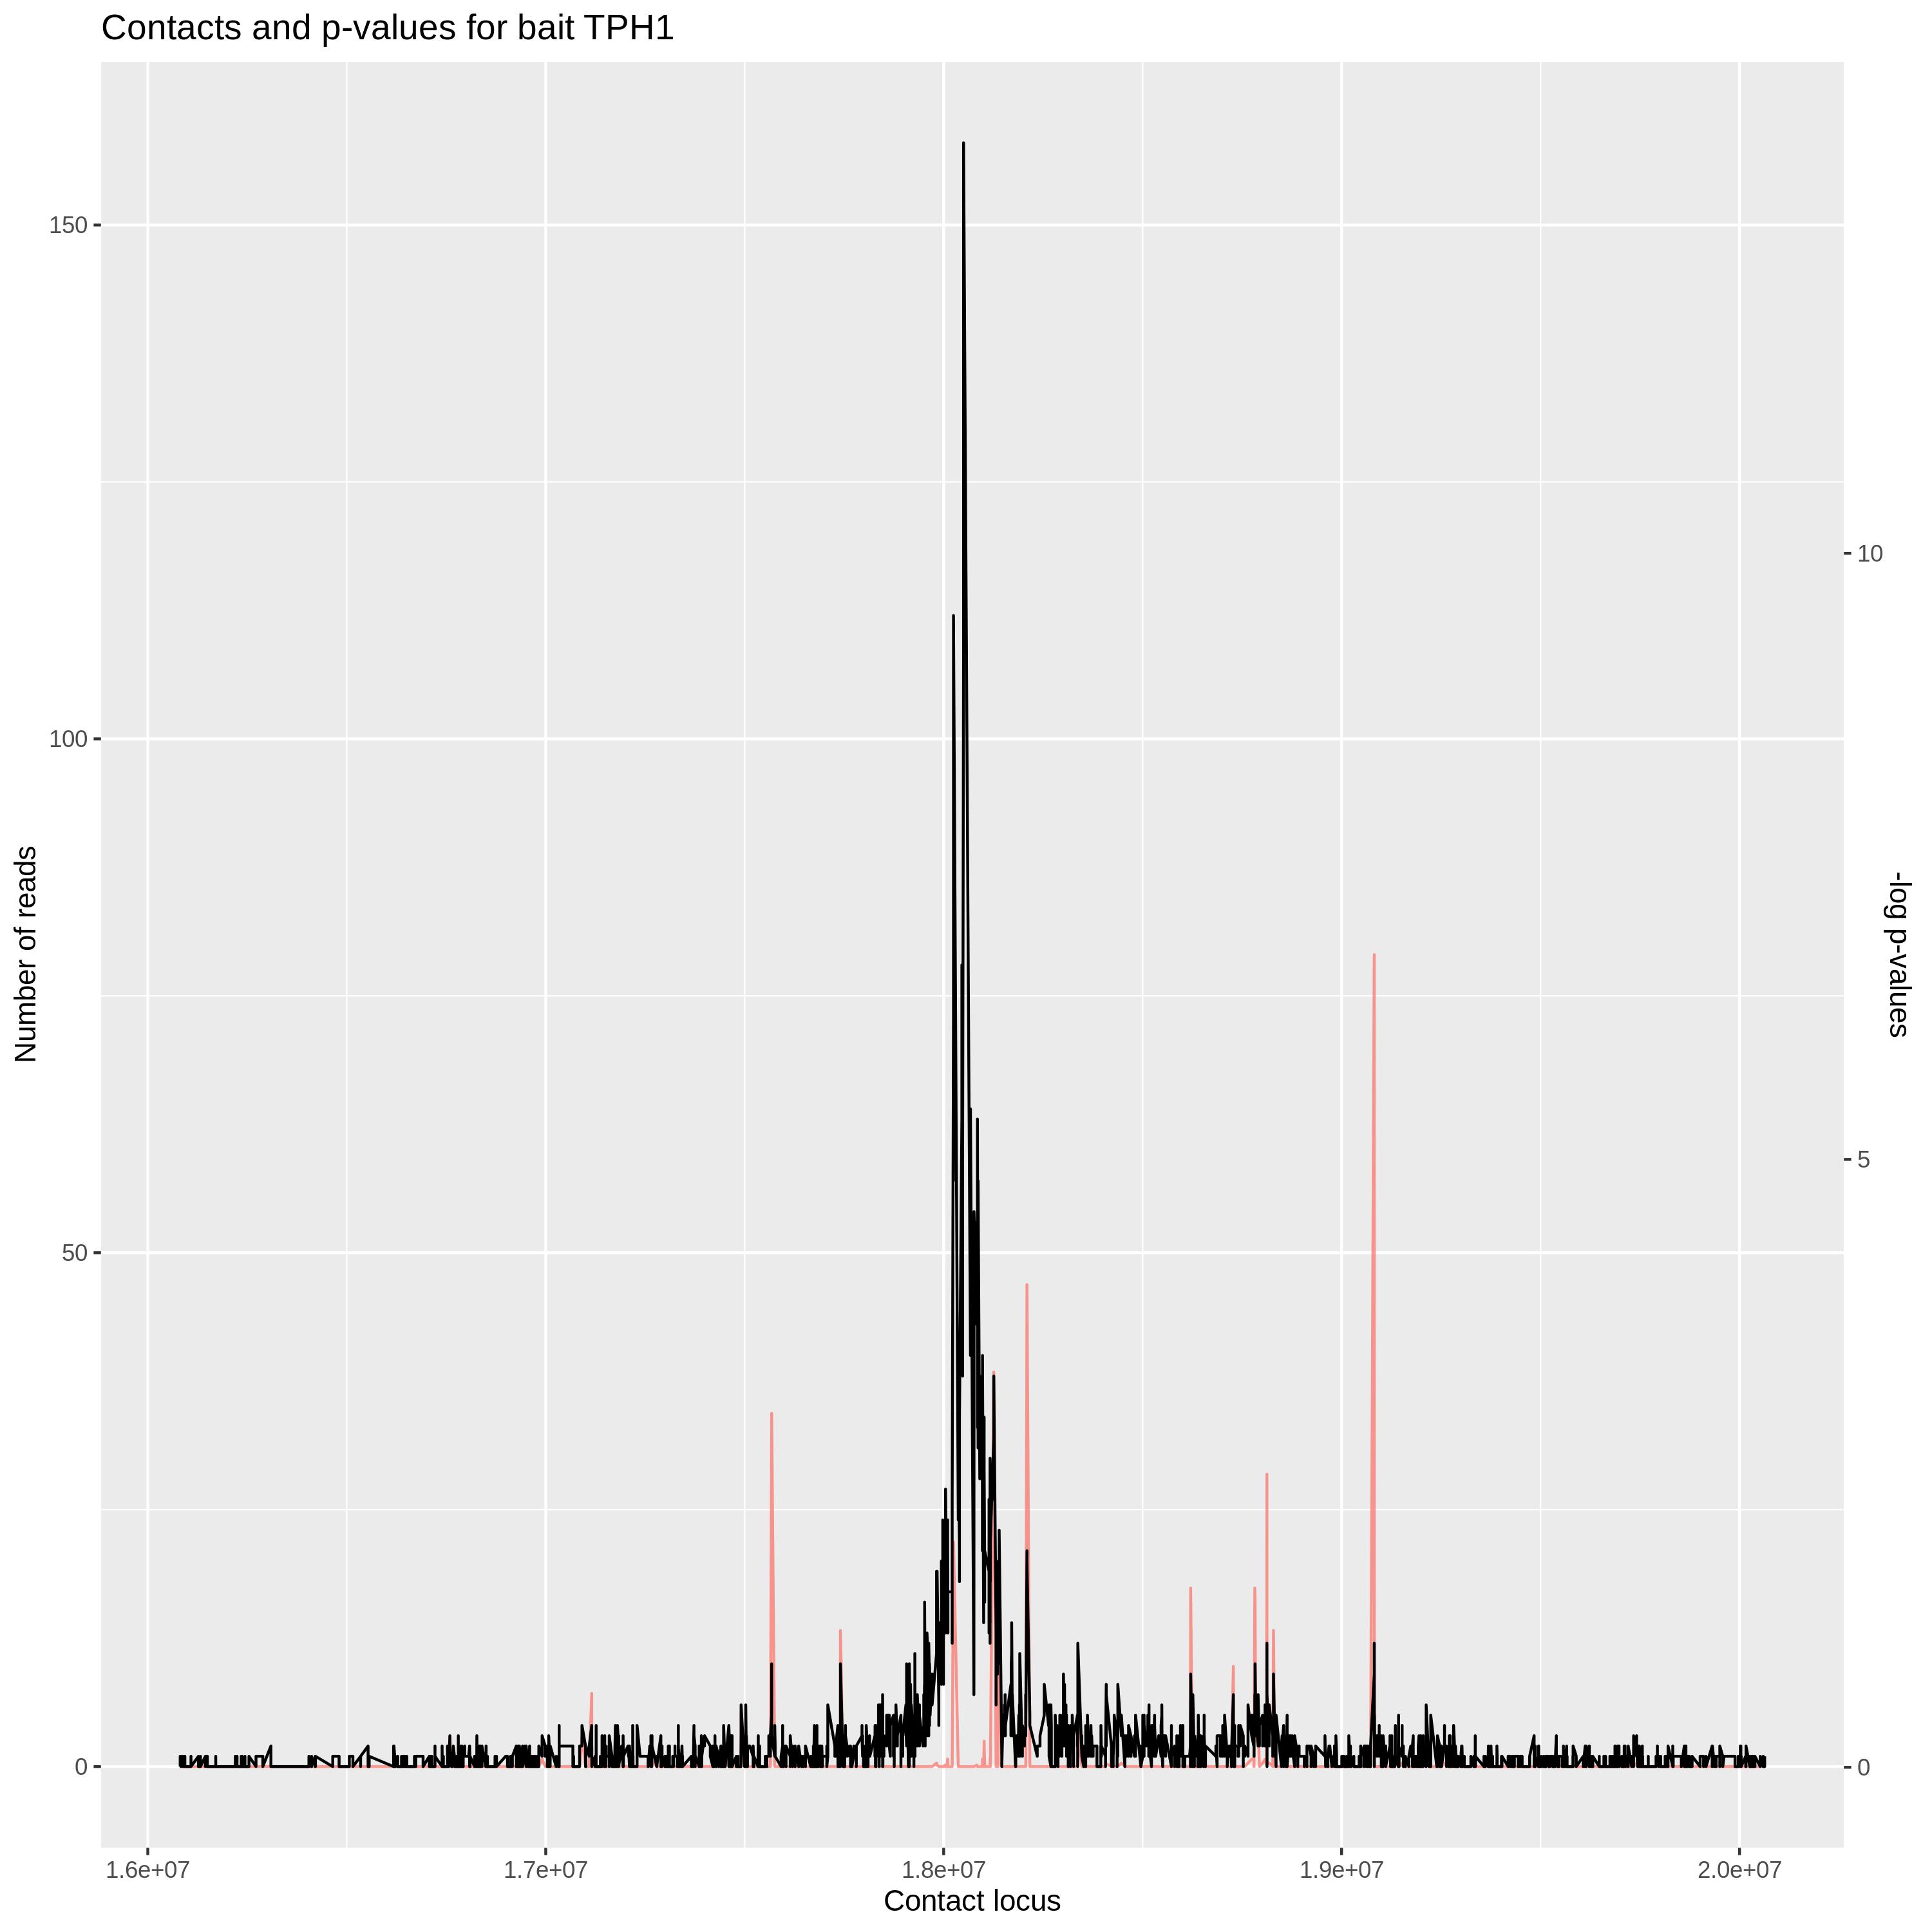 Contacts and p-values for bait TPH1
150
100
50
0
Number of reads
10
5
0
-log p-values
1.6e+07
1.7e+07
1.8e+07
1.9e+07
2.0e+07
Contact locus